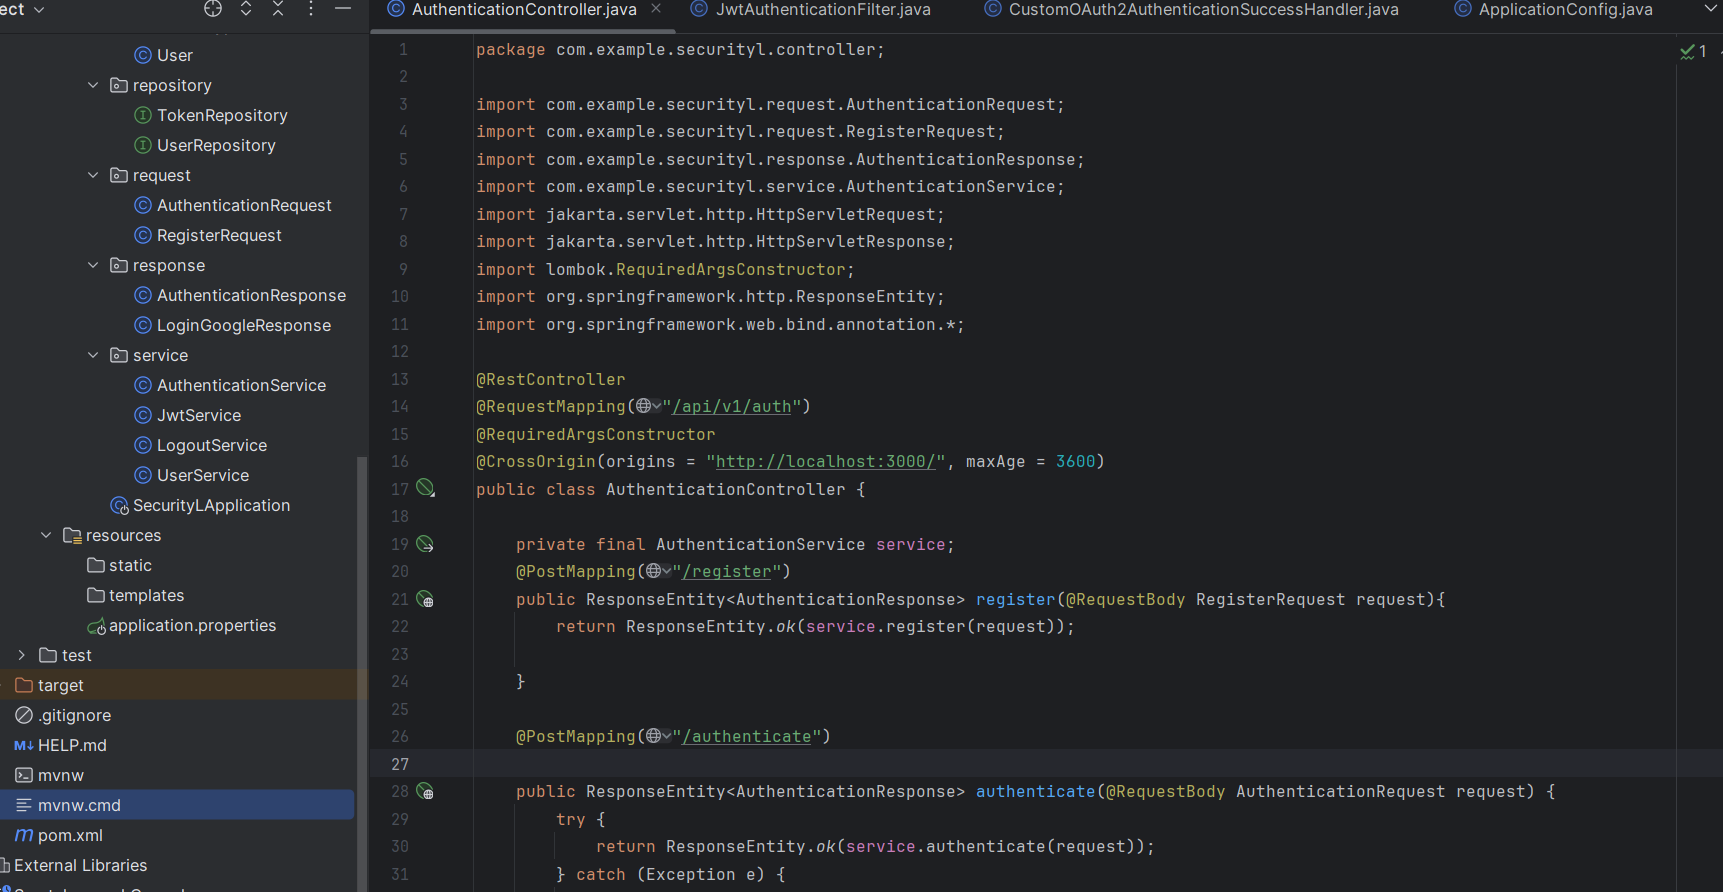 ect
User
repository
TokenRepository
UserRepository
request
AuthenticationRequest
RegisterRequest
response
AuthenticationResponse
LoginGoogleResponse
service
AuthenticationService
JwtService
LogoutService
UserService
SecurityLApplication
resources
static
templates
application.properties
test
target
.gitignore
HELP.md
mvnw
mvnw.cmd
pom.xml
External Libraries
AuthenticationController.java
JwtAuthenticationFilter.java
CustomOAuth2AuthenticationSuccessHandler.java
ApplicationConfig.java
1
1 package com.example.securityl.controller;
2
3 import com.example.securityl.request.AuthenticationRequest;
4 import com.example.securityl.request.RegisterRequest;
5 import com.example.securityl.response.AuthenticationResponse;
6 import com.example.securityl.service.AuthenticationService;
7 import jakarta.servlet.http.HttpServletRequest;
8 import jakarta.servlet.http.HttpServletResponse;
9 import lombok.RequiredArgsConstructor;
10 import org.springframework.http.ResponseEntity;
11 import org.springframework.web.bind.annotation.*;
12
13 @RestController
14 @RequestMapping("/api/v1/auth")
15 @RequiredArgsConstructor
16 @CrossOrigin(origins = "http://localhost:3000/", maxAge = 3600)
17 public class AuthenticationController {
18
19 private final AuthenticationService service;
20 @PostMapping("/register")
21 public ResponseEntity<AuthenticationResponse> register(@RequestBody RegisterRequest request){
22 return ResponseEntity.ok(service.register(request));
23
24 }
25
26 @PostMapping("/authenticate")
27
28 public ResponseEntity<AuthenticationResponse> authenticate(@RequestBody AuthenticationRequest request) {
29 try {
30 return ResponseEntity.ok(service.authenticate(request));
31 } catch (Exception e) {